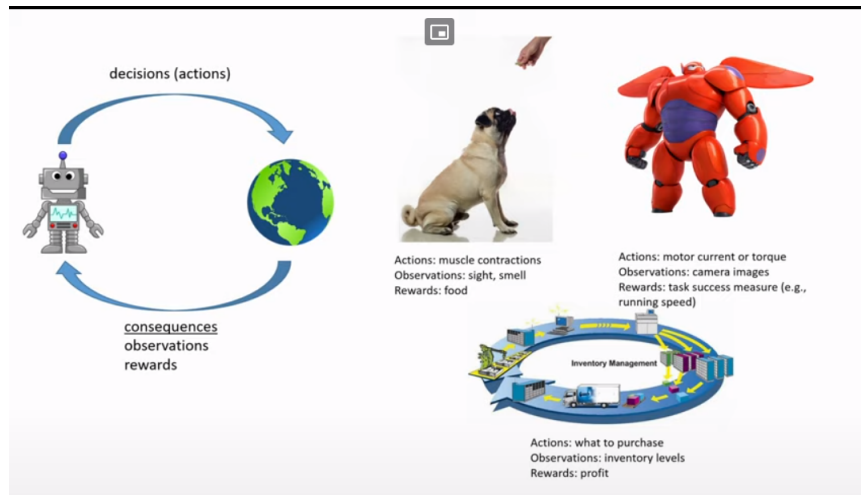 decisions (actions)
consequences
observations
rewards
Actions: muscle contractions
Observations: sight, smell
Rewards: food
Actions: motor current or torque
Observations: camera images
Rewards: task success measure (e.g.,
running speed)
Inventory Management
Actions: what to purchase
Observations: inventory levels
Rewards: profit